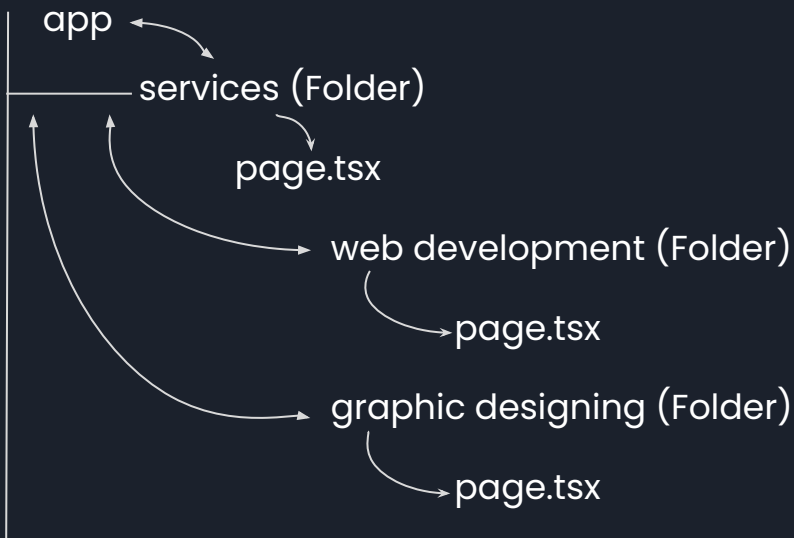 app
services (Folder)
page.tsx
web development (Folder)
page.tsx
graphic designing (Folder)
page.tsx